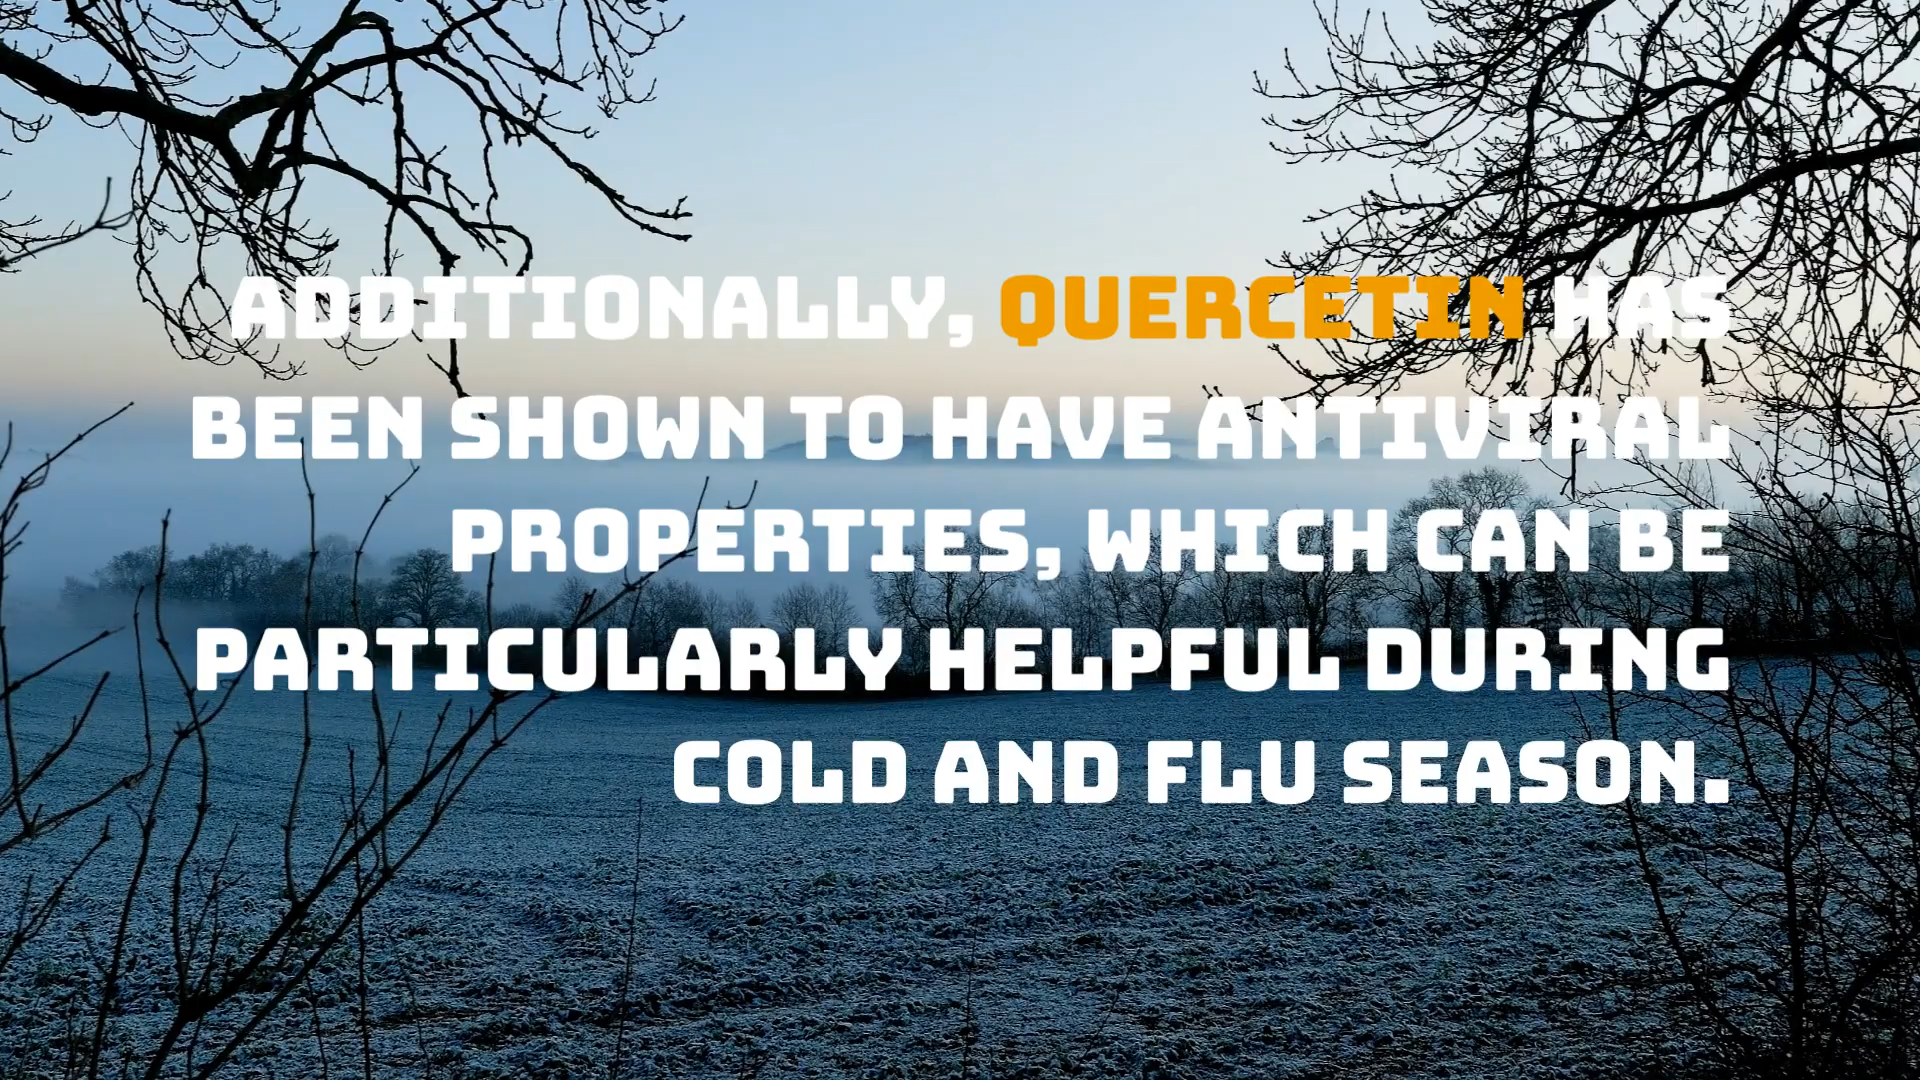 ADDITIONALLY, QUERCETIN HAS
BEEN SHOWN TO HAVE ANTIVIRAL
PROPERTIES, WHICH CAN BE
PARTICULARLY HELPFUL DURING
COLD AND FLU SEASON.